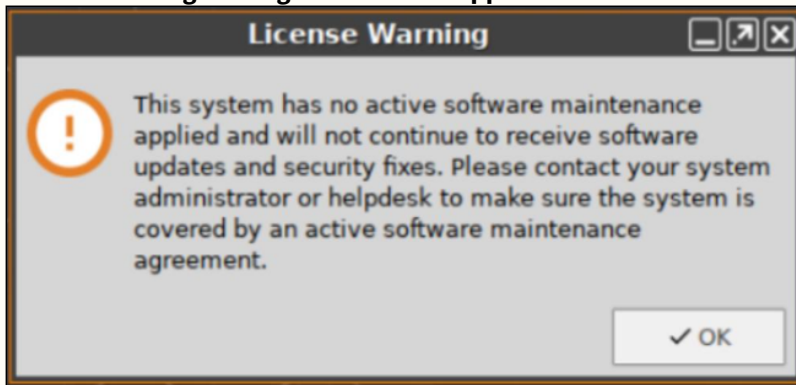 License Warning
This system has no active software maintenance
applied and will not continue to receive software
updates and security fixes. Please contact your system
administrator or helpdesk to make sure the system is
covered by an active software maintenance
agreement.
OK